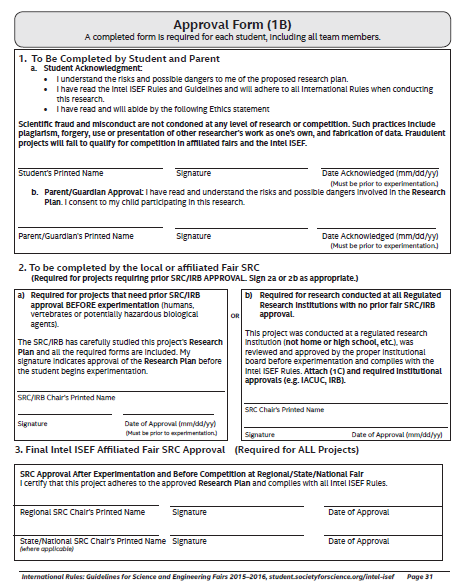 Approval Form (1B)
A completed form is required for each student, including all team members.
1. To Be Completed by Student and Parent
a. Student Acknowledgment:
• I understand the risks and possible dangers to me of the proposed research plan.
• I have read the Intel ISEF Rules and Guidelines and will adhere to all International Rules when conducting
this research.
• I have read and will abide by the following Ethics statement
Scientific fraud and misconduct are not condoned at any level of research or competition. Such practices include
plagiarism, forgery, use or presentation of other researcher's work as one's own, and fabrication of data. Fraudulent
projects will fail to qualify for competition in affiliated fairs and the Intel ISEF.
Student's Printed Name Signature Date Acknowledged (mm/dd/yy)
(Must be prior to experimentation.)
b. Parent/Guardian Approval: I have read and understand the risks and possible dangers involved in the Research
Plan. I consent to my child participating in this research.
Parent/Guardian's Printed Name Signature Date Acknowledged (mm/dd/yy)
(Must be prior to experimentation.)
2. To be completed by the local or affiliated Fair SRC
(Required for projects requiring prior SRC/IRB APPROVAL. Sign 2a or 2b as appropriate.)
a) Required for projects that need prior SRC/IRB
approval BEFORE experimentation (humans,
vertebrates or potentially hazardous biological
agents).
The SRC/IRB has carefully studied this project's Research
Plan and all the required forms are included. My
signature indicates approval of the Research Plan before
the student begins experimentation.
SRC/IRB Chair's Printed Name
Signature Date of Approval (mm/dd/yy)
(Must be prior to experimentation.)
OR
b) Required for research conducted at all Regulated
Research Institutions with no prior fair SRC/IRB
approval.
This project was conducted at a regulated research
institution (not home or high school, etc.), was
reviewed and approved by the proper institutional
board before experimentation and complies with the
Intel ISEF Rules. Attach (1C) and required institutional
approvals (e.g. IACUC, IRB).
SRC Chair's Printed Name
Signature Date of Approval (mm/dd/yy)
3. Final Intel ISEF Affiliated Fair SRC Approval (Required for ALL Projects)
SRC Approval After Experimentation and Before Competition at Regional/State/National Fair
I certify that this project adheres to the approved Research Plan and complies with all Intel ISEF Rules.
Regional SRC Chair's Printed Name Signature Date of Approval
State/National SRC Chair's Printed Name Signature Date of Approval
(where applicable)
International Rules: Guidelines for Science and Engineering Fairs 2015–2016, student.societyforscience.org/intel-isef Page 31